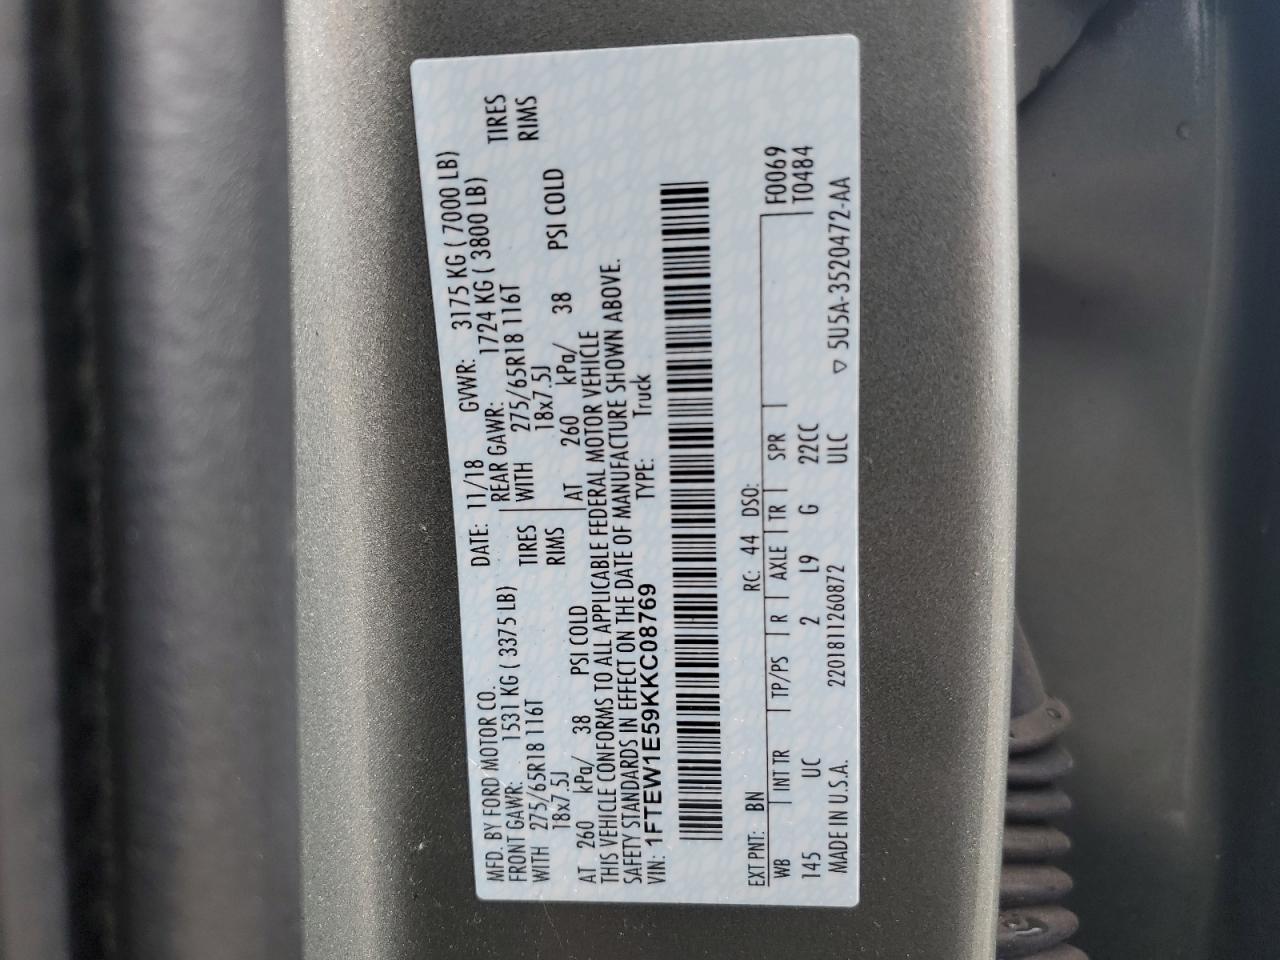 MFD. BY FORD MOTOR CO. DATE: 11/18 GVWR: 3175 KG ( 7000 LB)
FRONT GAWR: 1531 KG ( 3375 LB) REAR GAWR: 1724 KG ( 3800 LB)
WITH 275/65R18 116T TIRES WITH 275/65R18 116T TIRES
18x7.5J RIMS 18x7.5J RIMS
AT 260 kPa/ 38 PSI COLD AT 260 kPa/ 38 PSI COLD
THIS VEHICLE CONFORMS TO ALL APPLICABLE FEDERAL MOTOR VEHICLE
SAFETY STANDARDS IN EFFECT ON THE DATE OF MANUFACTURE SHOWN ABOVE.
VIN: 1FTEW1E59KKC08769 TYPE: Truck
EXT PNT: BN RC: 44 DSO:
WB INT TR TP/PS R AXLE TR SPR F0069
145 UC 2 L9 G 22CC T0484
MADE IN U.S.A. 2201811260872 ULC ▽ 5U5A-3520472-AA